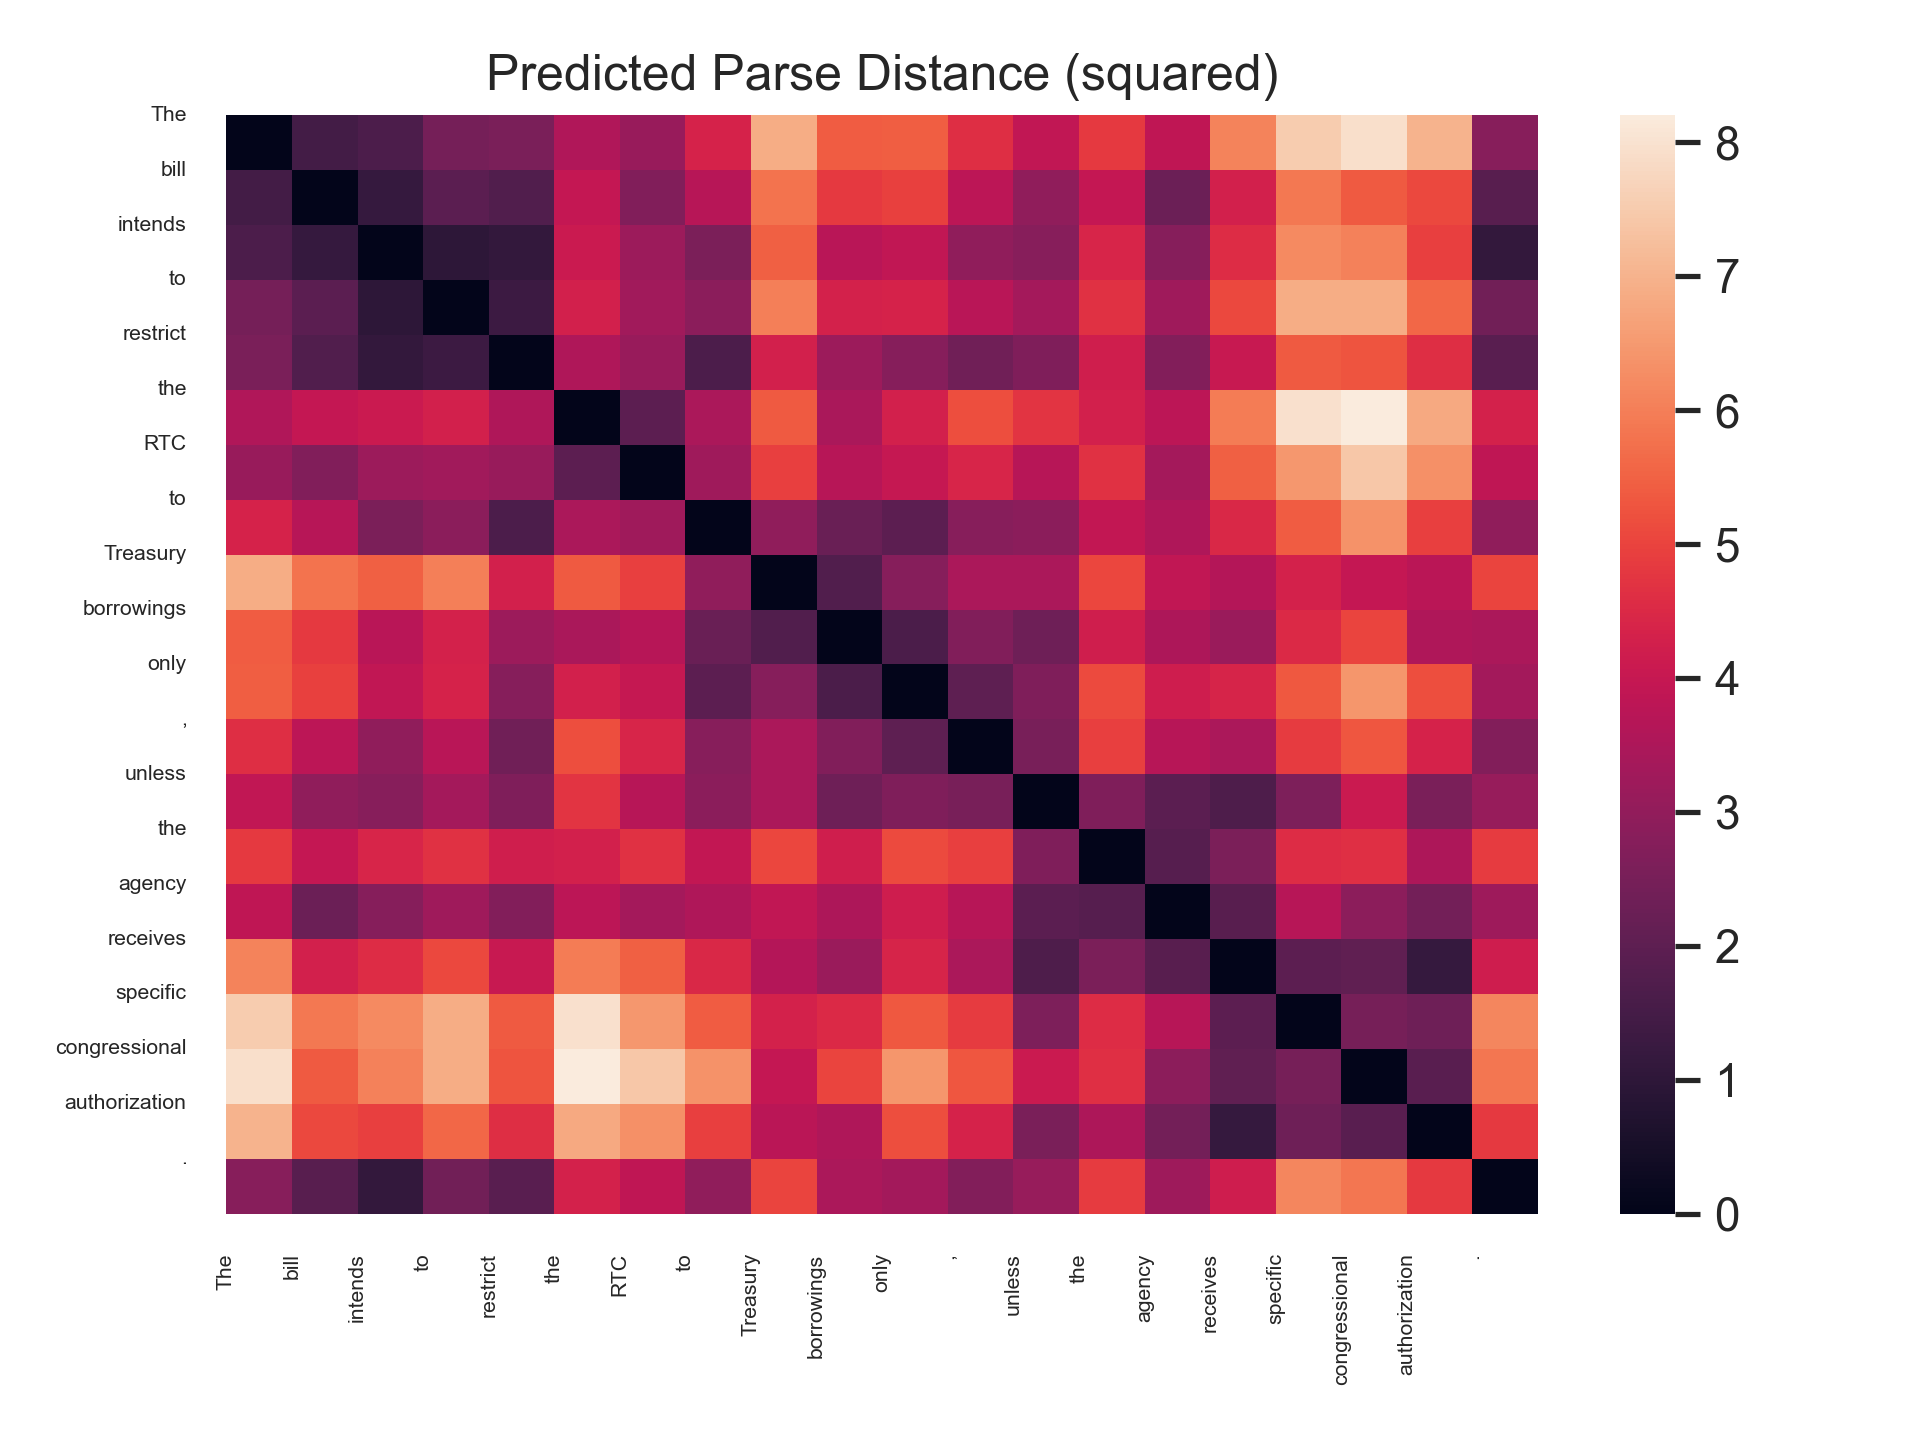 Predicted Parse Distance (squared)
The
bill
intends
to
restrict
the
RTC
to
Treasury
borrowings
only
,
unless
the
agency
receives
specific
congressional
authorization
.
The
bill
intends
to
restrict
the
RTC
to
Treasury
borrowings
only
,
unless
the
agency
receives
specific
congressional
authorization
.
8
7
6
5
4
3
2
1
0